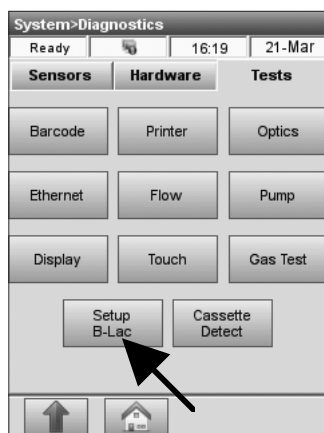 System>Diagnostics
Ready 16:19 21-Mar
Sensors Hardware Tests
Barcode Printer Optics
Ethernet Flow Pump
Display Touch Gas Test
Setup Cassette
B-Lac Detect